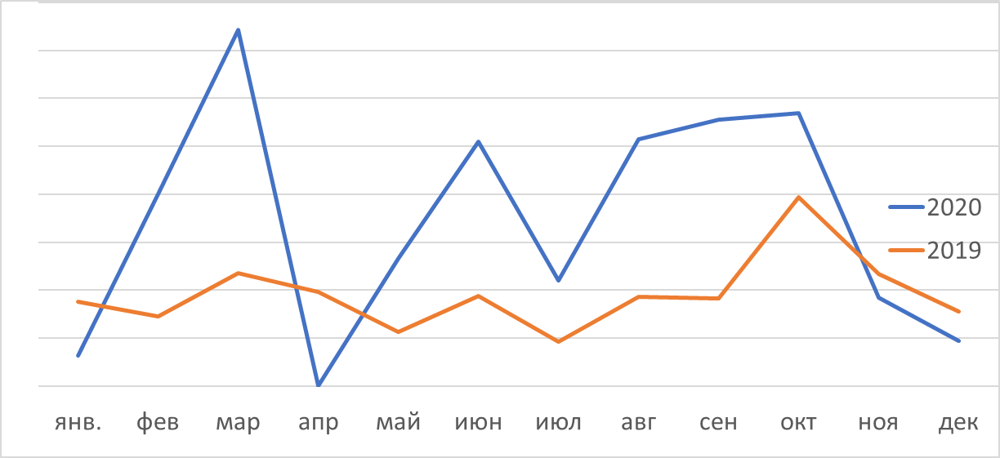 2020
2019
янв. фев мар апр май июн июл авг сен окт ноя дек